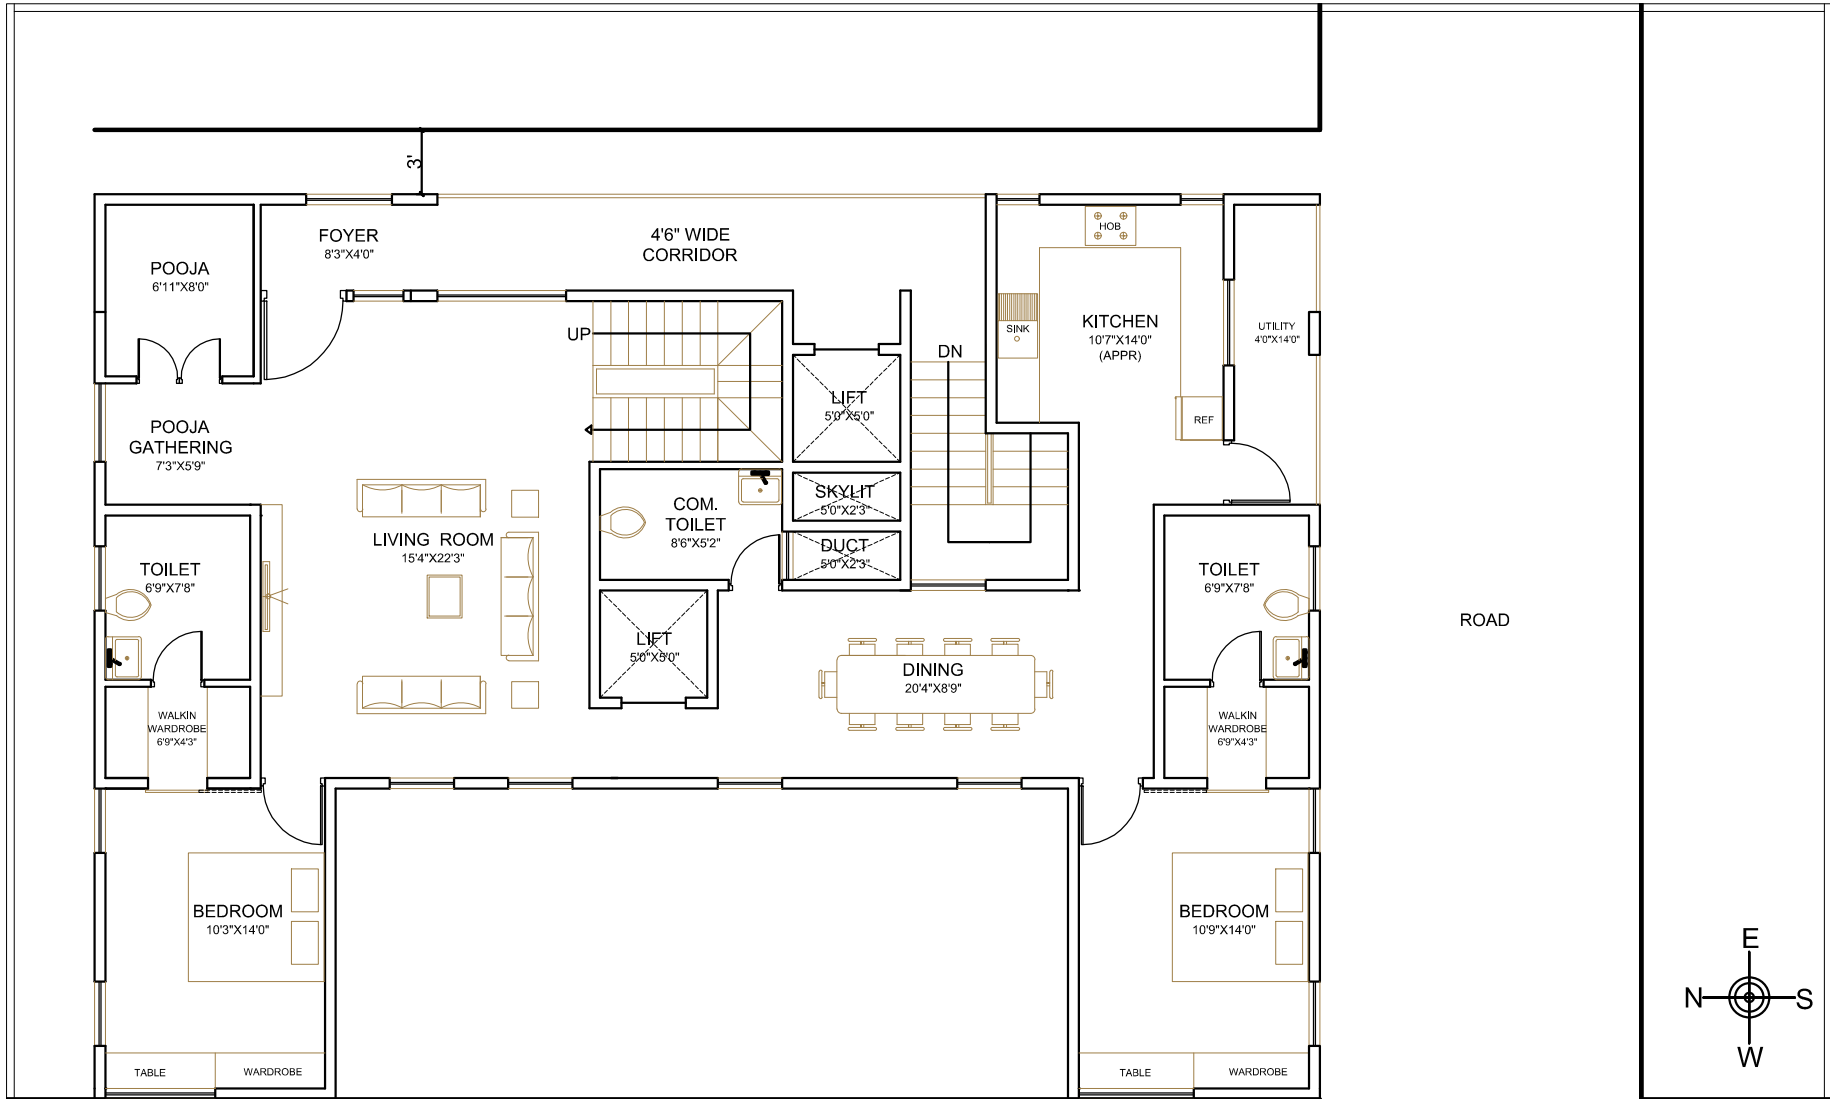 3'
FOYER
8'3"X4'0"
4'6" WIDE
CORRIDOR
HOB
POOJA
6'11"X8'0"
UP
SINK
KITCHEN
10'7"X14'0"
(APPR)
UTILITY
4'0"X14'0"
DN
LIFT
5'0"X5'0"
REF
POOJA
GATHERING
7'3"X5'9"
SKYLIT
5'0"X2'3"
COM.
TOILET
8'6"X5'2"
LIVING ROOM
15'4"X22'3"
DUCT
5'0"X2'3"
TOILET
6'9"X7'8"
TOILET
6'9"X7'8"
ROAD
LIFT
5'0"X5'0"
DINING
20'4"X8'9"
WALKIN
WARDROBE
6'9"X4'3"
WALKIN
WARDROBE
6'9"X4'3"
BEDROOM
10'3"X14'0"
BEDROOM
10'9"X14'0"
E
N
S
W
TABLE
WARDROBE
TABLE
WARDROBE